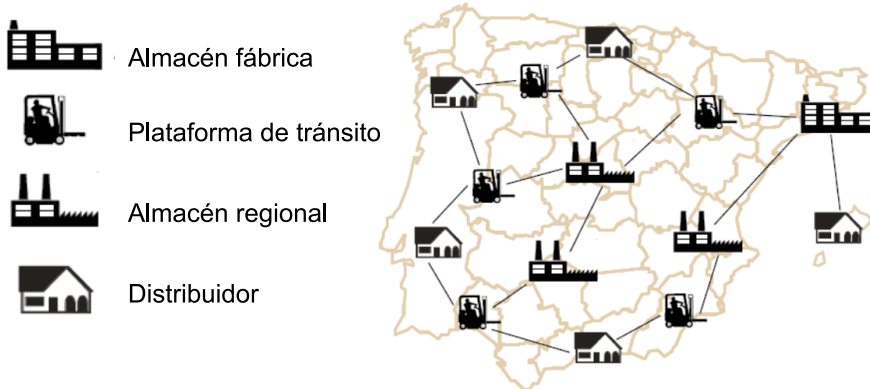 Almacén fábrica
Plataforma de tránsito
Almacén regional
Distribuidor